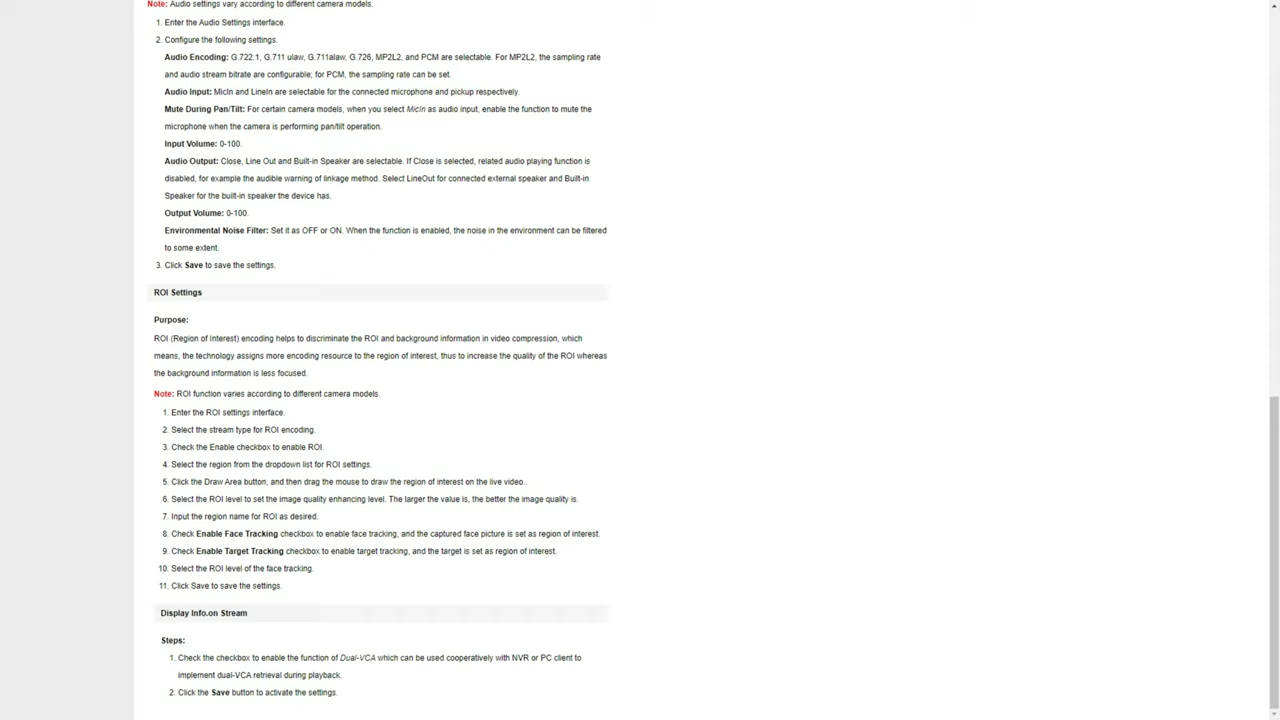 Note: Audio settings vary according to different camera models.
1. Enter the Audio Settings interface.
2. Configure the following settings.
Audio Encoding: G.722.1, G.711 ulaw, G.711alaw, G.726, MP2L2, and PCM are selectable. For MP2L2, the sampling rate
and audio stream bitrate are configurable; for PCM, the sampling rate can be set.
Audio Input: MicIn and LineIn are selectable for the connected microphone and pickup respectively.
Mute During Pan/Tilt: For certain camera models, when you select MicIn as audio input, enable the function to mute the
microphone when the camera is performing pan/tilt operation.
Input Volume: 0-100.
Audio Output: Close, Line Out and Built-in Speaker are selectable. If Close is selected, related audio playing function is
disabled, for example the audible warning of linkage method. Select LineOut for connected external speaker and Built-in
Speaker for the built-in speaker the device has.
Output Volume: 0-100.
Environmental Noise Filter: Set it as OFF or ON. When the function is enabled, the noise in the environment can be filtered
to some extent.
3. Click Save to save the settings.
ROI Settings
Purpose:
ROI (Region of Interest) encoding helps to discriminate the ROI and background information in video compression, which
means, the technology assigns more encoding resource to the region of interest, thus to increase the quality of the ROI whereas
the background information is less focused.
Note: ROI function varies according to different camera models.
1. Enter the ROI settings interface.
2. Select the stream type for ROI encoding.
3. Check the Enable checkbox to enable ROI.
4. Select the region from the dropdown list for ROI settings.
5. Click the Draw Area button, and then drag the mouse to draw the region of interest on the live video..
6. Select the ROI level to set the image quality enhancing level. The larger the value is, the better the image quality is.
7. Input the region name for ROI as desired.
8. Check Enable Face Tracking checkbox to enable face tracking, and the captured face picture is set as region of interest.
9. Check Enable Target Tracking checkbox to enable target tracking, and the target is set as region of interest.
10. Select the ROI level of the face tracking.
11. Click Save to save the settings.
Display Info.on Stream
Steps:
1. Check the checkbox to enable the function of Dual-VCA which can be used cooperatively with NVR or PC client to
implement dual-VCA retrieval during playback.
2. Click the Save button to activate the settings.